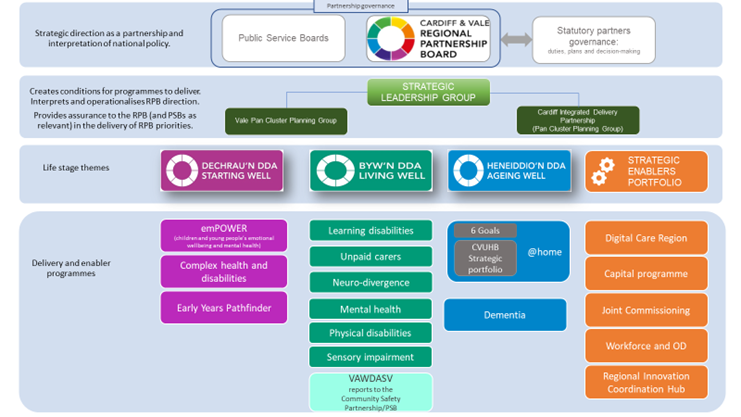 Partnership governance
Strategic direction as a partnership and
interpretation of national policy.
Public Service Boards
CARDIFF & VALE
REGIONAL
PARTNERSHIP
BOARD
Statutory partners
governance:
duties, plans and decision-making
Creates conditions for programmes to deliver.
Interprets and operationalises RPB direction.
Provides assurance to the RPB (and PSBs as
relevant) in the delivery of RPB priorities.
STRATEGIC
LEADERSHIP GROUP
Vale Pan Cluster Planning Group
Cardiff Integrated Delivery
Partnership
(Pan Cluster Planning Group)
Life stage themes
DECHRAU'N DDA
STARTING WELL
BYW'N DDA
LIVING WELL
HENEIDDIO'N DDA
AGEING WELL
STRATEGIC
ENABLERS
PORTFOLIO
Delivery and enabler
programmes
emPOWER
(children and young people's emotional
wellbeing and mental health)
Complex health and
disabilities
Early Years Pathfinder
Learning disabilities
Unpaid carers
Neuro-divergence
Mental health
Physical disabilities
Sensory impairment
VAWDASV
reports to the
Community Safety
Partnership/PSB
6 Goals
CVUHB
Strategic
portfolio
@home
Dementia
Digital Care Region
Capital programme
Joint Commissioning
Workforce and OD
Regional Innovation
Coordination Hub